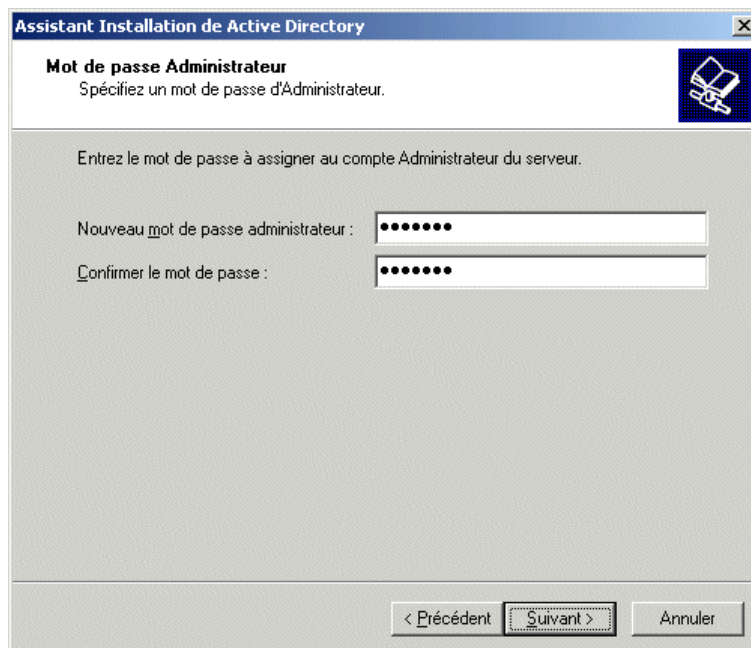 Assistant Installation de Active Directory
Mot de passe Administrateur
Spécifiez un mot de passe d'Administrateur.
Entrez le mot de passe à assigner au compte Administrateur du serveur.
Nouveau mot de passe administrateur : •••••••
Confirmer le mot de passe : •••••••
< Précédent Suivant > Annuler